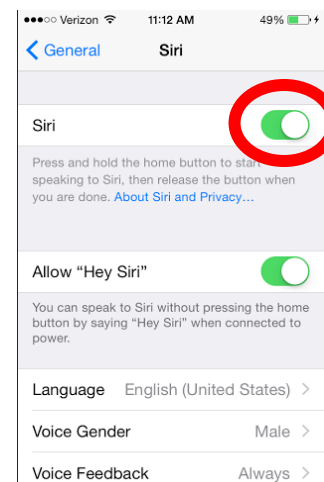 Verizon 11:12 AM 49%
General Siri
Siri
Press and hold the home button to start
speaking to Siri, then release the button when
you are done. About Siri and Privacy…
Allow “Hey Siri”
You can speak to Siri without pressing the home
button by saying “Hey Siri” when connected to
power.
Language English (United States)
Voice Gender Male
Voice Feedback Always